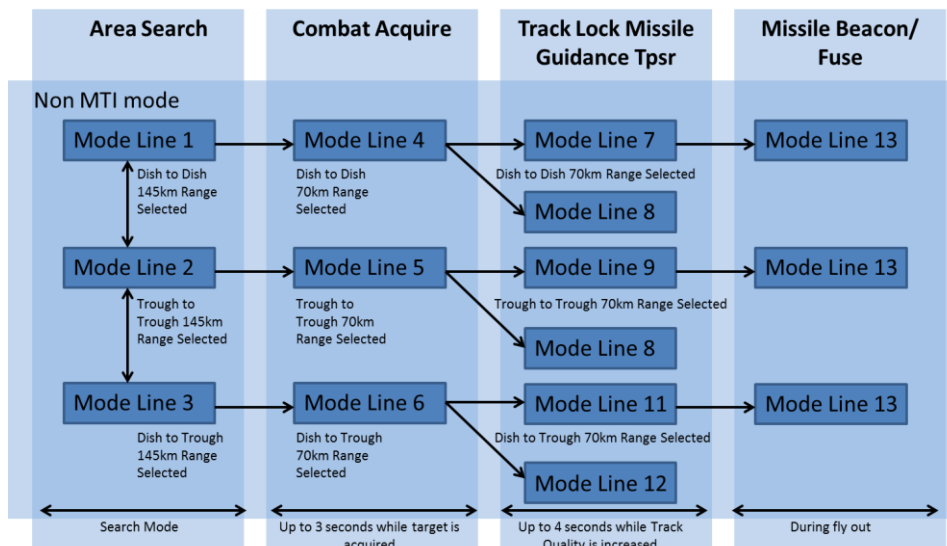 Area Search
Combat Acquire
Track Lock Missile
Guidance Tpsr
Missile Beacon/
Fuse
Non MTI mode
Mode Line 1
Mode Line 4
Mode Line 7
Mode Line 13
Dish to Dish
145km Range
Selected
Dish to Dish
70km Range
Selected
Dish to Dish 70km Range Selected
Mode Line 8
Mode Line 2
Mode Line 5
Mode Line 9
Mode Line 13
Trough to
Trough 145km
Range Selected
Trough to
Trough 70km
Range Selected
Trough to Trough 70km Range Selected
Mode Line 8
Mode Line 3
Mode Line 6
Mode Line 11
Mode Line 13
Dish to Trough
145km Range
Selected
Dish to Trough
70km Range
Selected
Dish to Trough 70km Range Selected
Mode Line 12
Search Mode
Up to 3 seconds while target is
acquired
Up to 4 seconds while Track
Quality is increased
During fly out